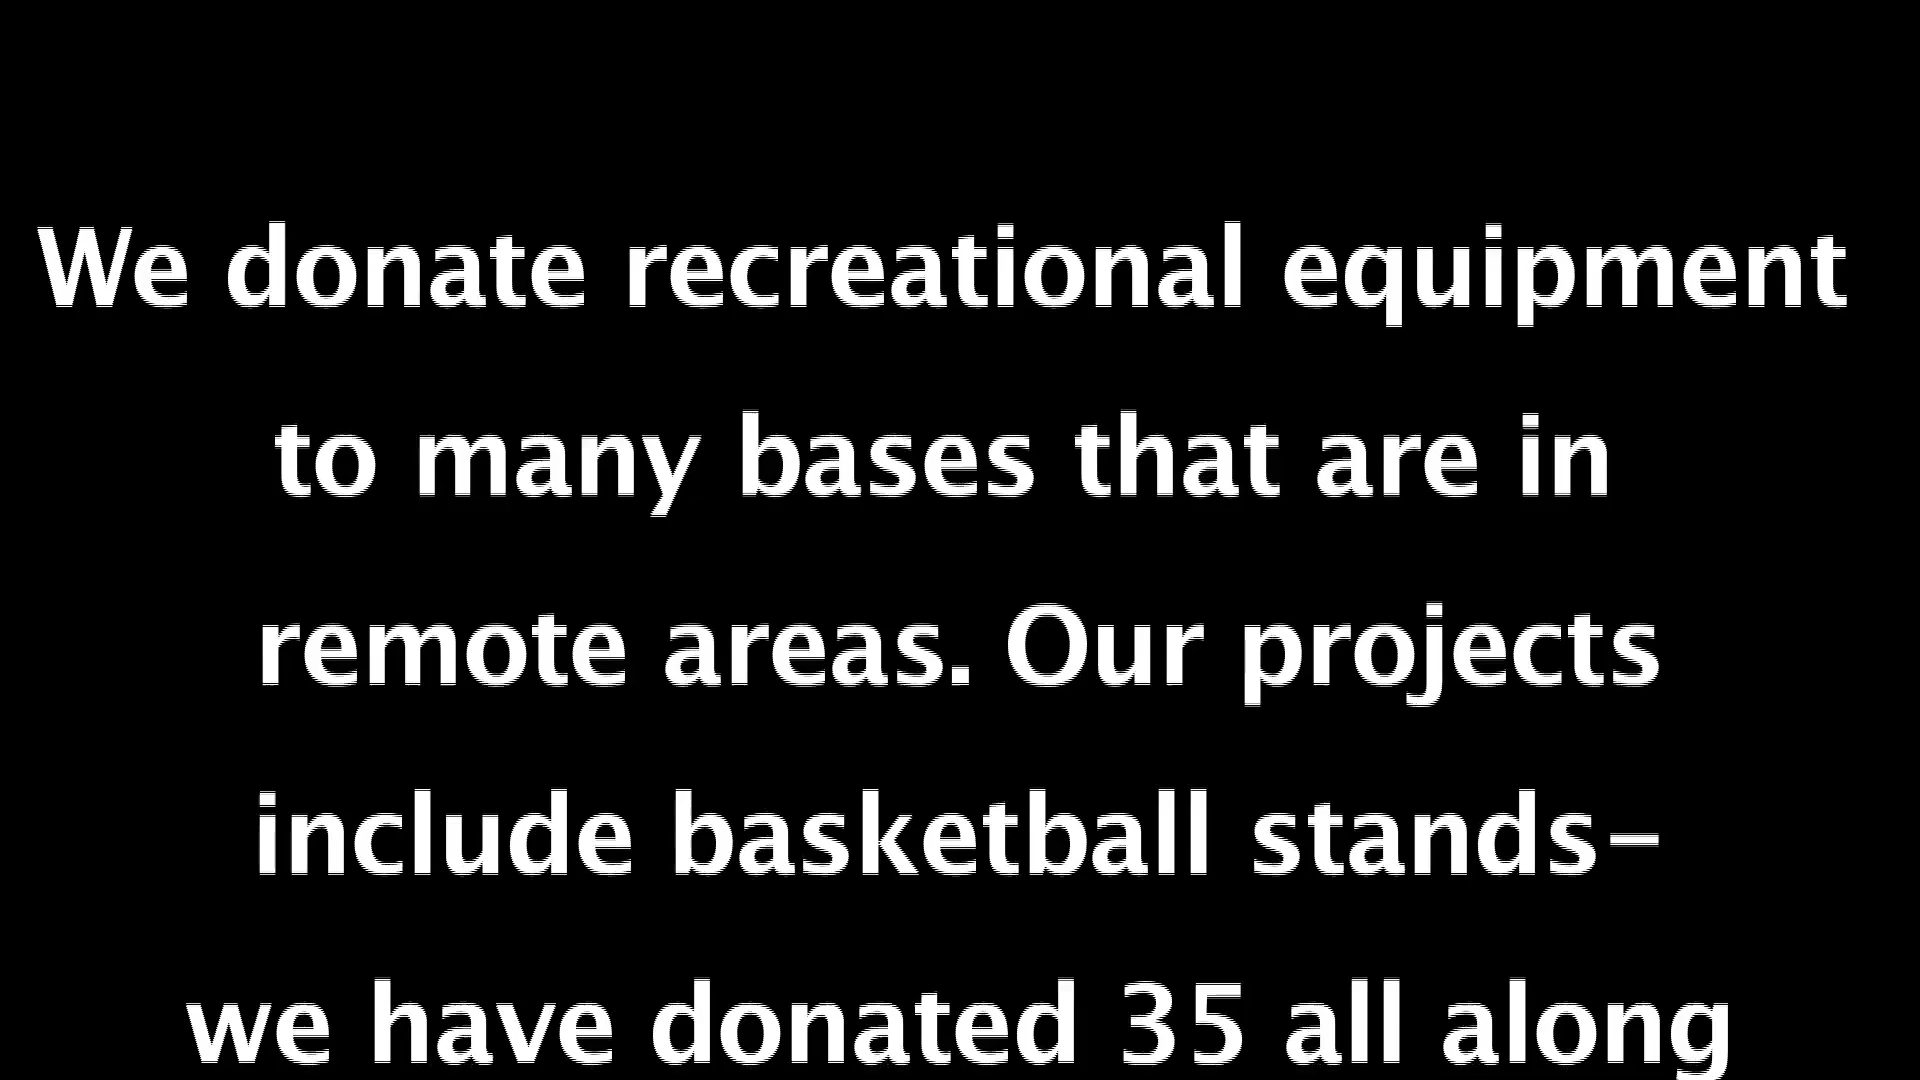 We donate recreational equipment
to many bases that are in
remote areas. Our projects
include basketball stands-
we have donated 35 all along